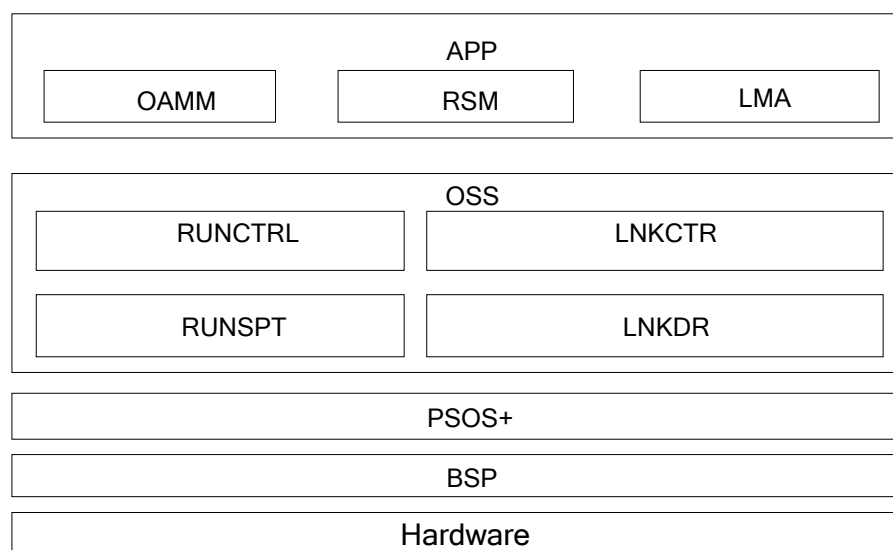 APP
OAMM RSM LMA
OSS
RUNCTRL LNKCTR
RUNSPT LNKDR
PSOS+
BSP
Hardware